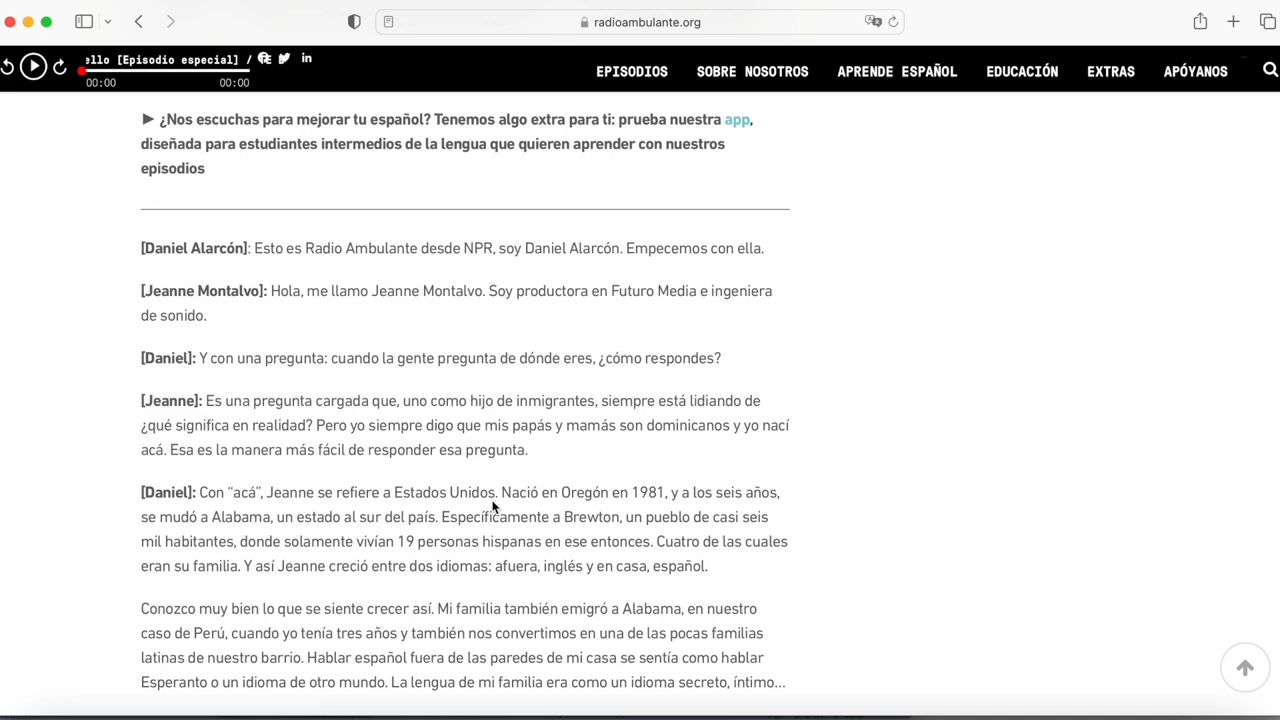 radioambulante.org
ello [Episodio especial] /
00:00
00:00
EPISODIOS
SOBRE NOSOTROS
APRENDE ESPAÑOL
EDUCACIÓN
EXTRAS
APÓYANOS
► ¿Nos escuchas para mejorar tu español? Tenemos algo extra para ti: prueba nuestra app,
diseñada para estudiantes intermedios de la lengua que quieren aprender con nuestros
episodios
[Daniel Alarcón]: Esto es Radio Ambulante desde NPR, soy Daniel Alarcón. Empecemos con ella.
[Jeanne Montalvo]: Hola, me llamo Jeanne Montalvo. Soy productora en Futuro Media e ingeniera
de sonido.
[Daniel]: Y con una pregunta: cuando la gente pregunta de dónde eres, ¿cómo respondes?
[Jeanne]: Es una pregunta cargada que, uno como hijo de inmigrantes, siempre está lidiando de
¿qué significa en realidad? Pero yo siempre digo que mis papás y mamás son dominicanos y yo nací
acá. Esa es la manera más fácil de responder esa pregunta.
[Daniel]: Con “acá”, Jeanne se refiere a Estados Unidos. Nació en Oregón en 1981, y a los seis años,
se mudó a Alabama, un estado al sur del país. Específicamente a Brewton, un pueblo de casi seis
mil habitantes, donde solamente vivían 19 personas hispanas en ese entonces. Cuatro de las cuales
eran su familia. Y así Jeanne creció entre dos idiomas: afuera, inglés y en casa, español.
Conozco muy bien lo que se siente crecer así. Mi familia también emigró a Alabama, en nuestro
caso de Perú, cuando yo tenía tres años y también nos convertimos en una de las pocas familias
latinas de nuestro barrio. Hablar español fuera de las paredes de mi casa se sentía como hablar
Esperanto o un idioma de otro mundo. La lengua de mi familia era como un idioma secreto, íntimo…